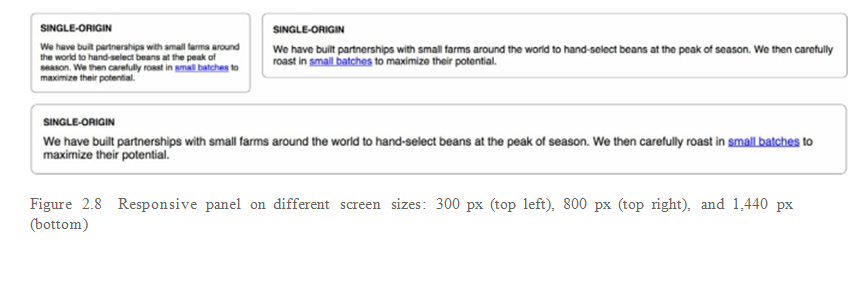 SINGLE-ORIGIN
We have built partnerships with small farms around
the world to hand-select beans at the peak of
season. We then carefully roast in small batches to
maximize their potential.
SINGLE-ORIGIN
We have built partnerships with small farms around the world to hand-select beans at the peak of season. We then carefully
roast in small batches to maximize their potential.
SINGLE-ORIGIN
We have built partnerships with small farms around the world to hand-select beans at the peak of season. We then carefully roast in small batches to
maximize their potential.
Figure 2.8 Responsive panel on different screen sizes: 300 px (top left), 800 px (top right), and 1,440 px
(bottom)